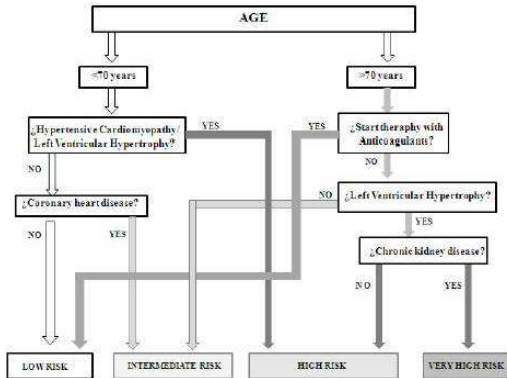 AGE
<70 years
>70 years
¿Hypertensive Cardiomyopathy/
Left Ventricular Hypertrophy?
YES
YES
¿Start theraphy with
Anticoagulants?
NO
NO
¿Coronary heart disease?
NO
¿Left Ventricular Hypertrophy?
NO
YES
YES
¿Chronic kidney disease?
NO
YES
LOW RISK
INTERMEDIATE RISK
HIGH RISK
VERY HIGH RISK